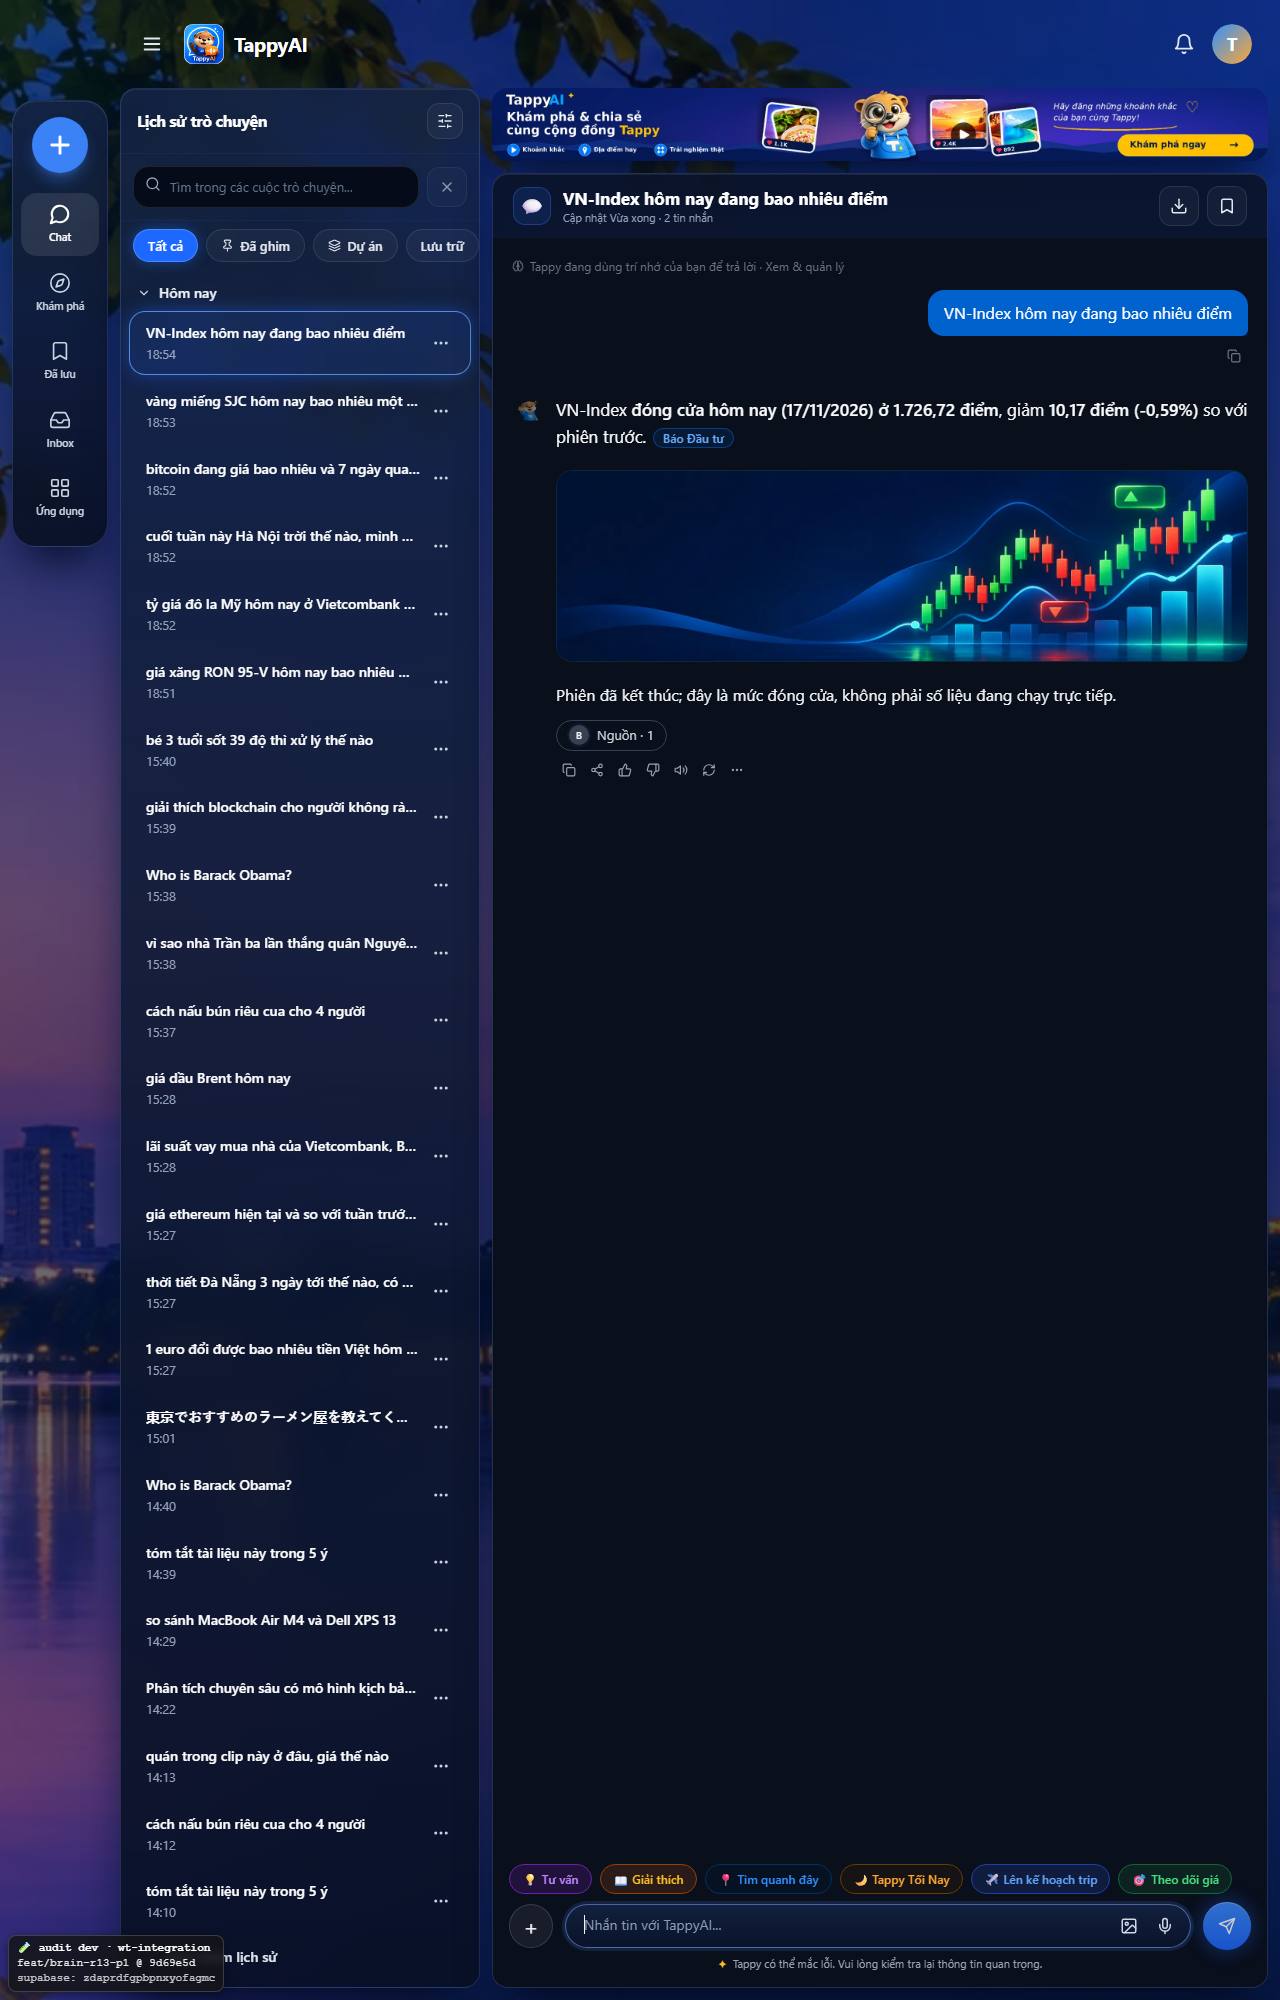 TappyAI
T
Lịch sử trò chuyện
Tìm trong các cuộc trò chuyện...
Tất cả
Đã ghim
Dự án
Lưu trữ
Chat
Khám phá
Đã lưu
Inbox
Ứng dụng
Hôm nay
VN-Index hôm nay đang bao nhiêu điểm
18:54
vàng miếng SJC hôm nay bao nhiêu một ...
18:53
bitcoin đang giá bao nhiêu và 7 ngày qua...
18:52
cuối tuần này Hà Nội trời thế nào, mình ...
18:52
tỷ giá đô la Mỹ hôm nay ở Vietcombank ...
18:52
giá xăng RON 95-V hôm nay bao nhiêu ...
18:51
bé 3 tuổi sốt 39 độ thì xử lý thế nào
15:40
giải thích blockchain cho người không rà...
15:39
Who is Barack Obama?
15:38
vì sao nhà Trần ba lần thắng quân Nguyê...
15:38
cách nấu bún riêu cua cho 4 người
15:37
giá dầu Brent hôm nay
15:28
lãi suất vay mua nhà của Vietcombank, B...
15:28
giá ethereum hiện tại và so với tuần trướ...
15:27
thời tiết Đà Nẵng 3 ngày tới thế nào, có ...
15:27
1 euro đổi được bao nhiêu tiền Việt hôm ...
15:27
東京でおすすめのラーメン屋を教えてく...
15:01
Who is Barack Obama?
14:40
tóm tắt tài liệu này trong 5 ý
14:39
so sánh MacBook Air M4 và Dell XPS 13
14:29
Phân tích chuyên sâu có mô hình kịch bả...
14:22
quán trong clip này ở đâu, giá thế nào
14:13
cách nấu bún riêu cua cho 4 người
14:12
tóm tắt tài liệu này trong 5 ý
14:10
lịch sử
audit dev · wt-integration
feat/brain-r13-p1 @ 9d69e5d
supabase: zdaprdfgpbpnxyofagmc
TappyAI
Khám phá & chia sẻ
cùng cộng đồng Tappy
Khoảnh khắc
Địa điểm hay
Trải nghiệm thật
1.1K
2.4K
892
Hãy đăng những khoảnh khắc
của bạn cùng Tappy!
Khám phá ngay →
VN-Index hôm nay đang bao nhiêu điểm
Cập nhật Vừa xong · 2 tin nhắn
Tappy đang dùng trí nhớ của bạn để trả lời · Xem & quản lý
VN-Index hôm nay đang bao nhiêu điểm
VN-Index đóng cửa hôm nay (17/11/2026) ở 1.726,72 điểm, giảm 10,17 điểm (-0,59%) so với
phiên trước. Báo Đầu tư
Phiên đã kết thúc; đây là mức đóng cửa, không phải số liệu đang chạy trực tiếp.
B Nguồn · 1
Tư vấn
Giải thích
Tìm quanh đây
Tappy Tối Nay
Lên kế hoạch trip
Theo dõi giá
Nhắn tin với TappyAI...
Tappy có thể mắc lỗi. Vui lòng kiểm tra lại thông tin quan trọng.